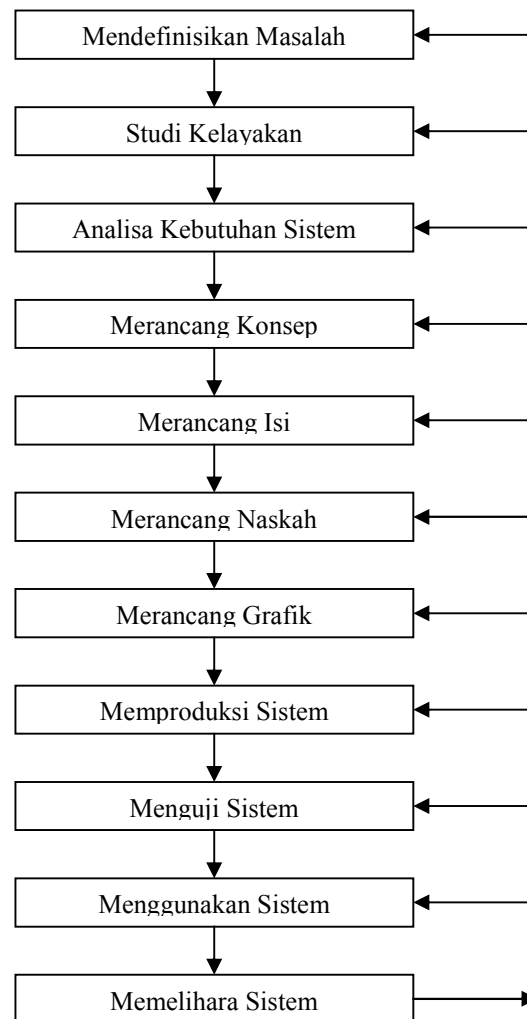 Mendefinisikan Masalah
Studi Kelayakan
Analisa Kebutuhan Sistem
Merancang Konsep
Merancang Isi
Merancang Naskah
Merancang Grafik
Memproduksi Sistem
Menguji Sistem
Menggunakan Sistem
Memelihara Sistem